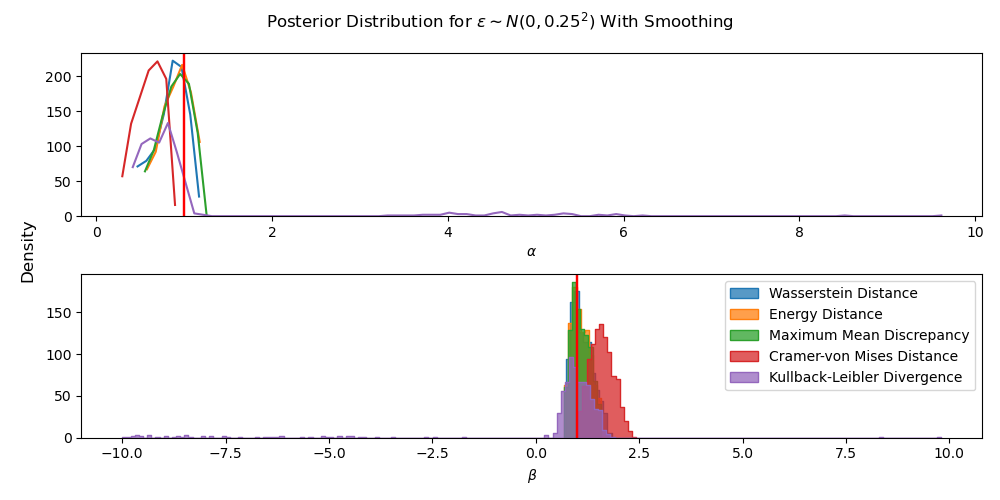 Posterior Distribution for ε ~ N(0, 0.25²) With Smoothing
200
150
100
50
0
0 2 4 6 8 10
α
Density
150
100
50
0
−10.0 −7.5 −5.0 −2.5 0.0 2.5 5.0 7.5 10.0
β
Wasserstein Distance
Energy Distance
Maximum Mean Discrepancy
Cramer-von Mises Distance
Kullback-Leibler Divergence